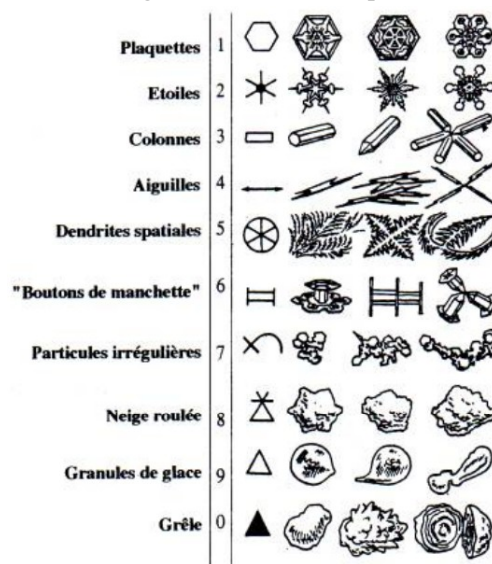 Plaquettes 1
Etoiles 2
Colonnes 3
Aiguilles 4
Dendrites spatiales 5
"Boutons de manchette" 6
Particules irrégulières 7
Neige roulée 8
Granules de glace 9
Grêle 0